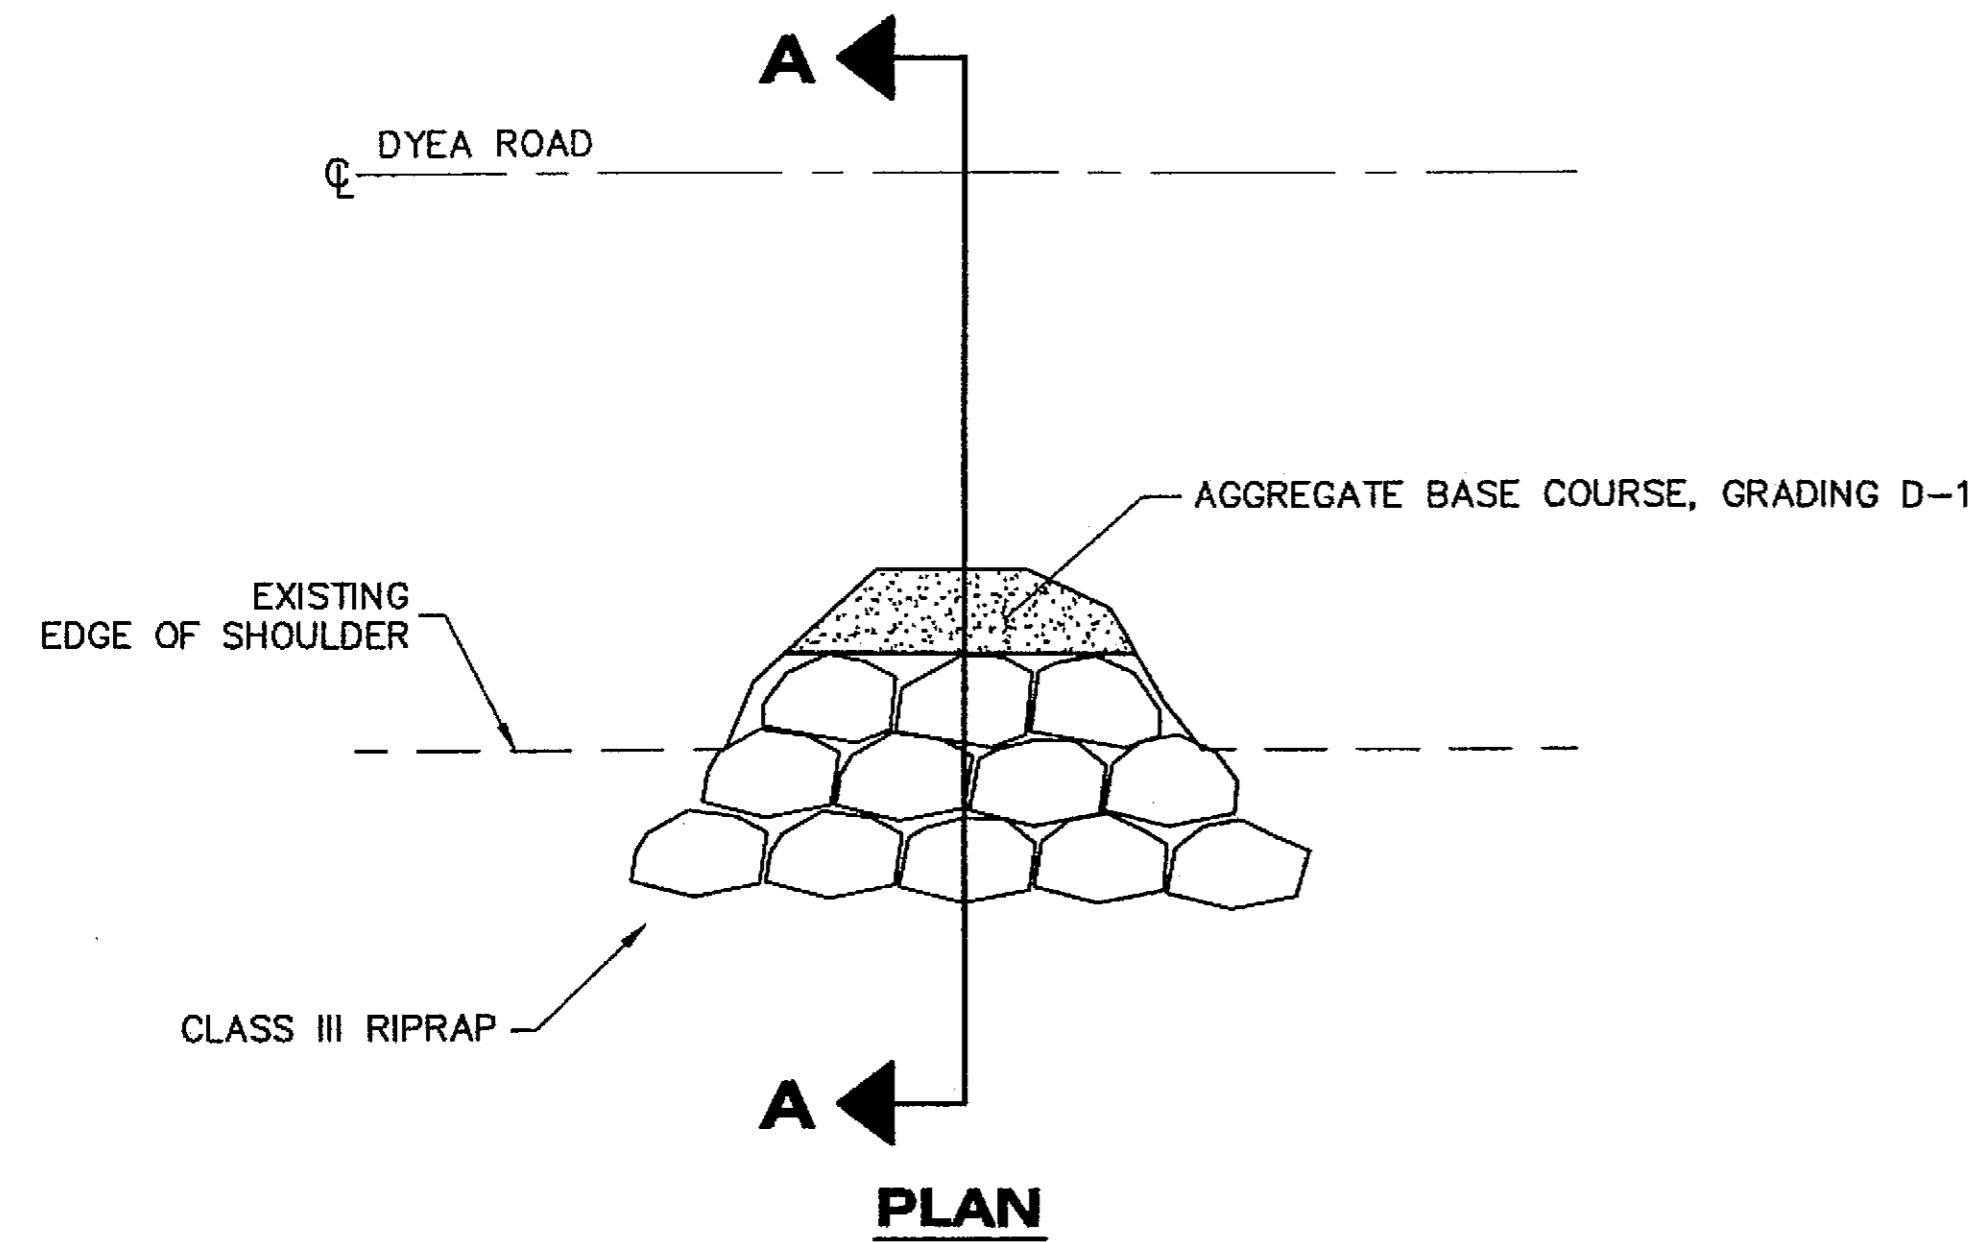 A
DYEA ROAD
℄
AGGREGATE BASE COURSE, GRADING D-1
EXISTING
EDGE OF SHOULDER
CLASS III RIPRAP
A
PLAN